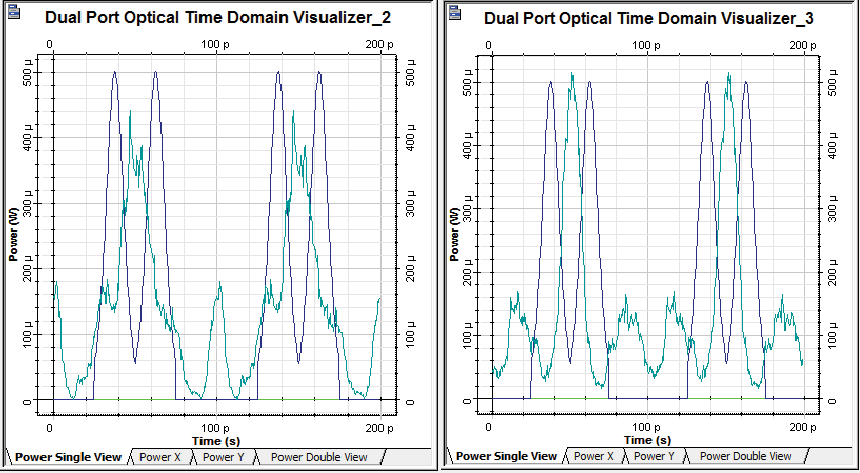 Dual Port Optical Time Domain Visualizer_2
0 100 p 200 p
500 µ 500 µ
400 µ 400 µ
300 µ 300 µ
200 µ 200 µ
100 µ 100 µ
0 0
Power (W)
0 100 p 200 p
Time (s)
Power Single View Power X Power Y Power Double View
Dual Port Optical Time Domain Visualizer_3
0 100 p 200 p
500 µ 500 µ
400 µ 400 µ
300 µ 300 µ
200 µ 200 µ
100 µ 100 µ
0 0
Power (W)
0 100 p 200 p
Time (s)
Power Single View Power X Power Y Power Double View